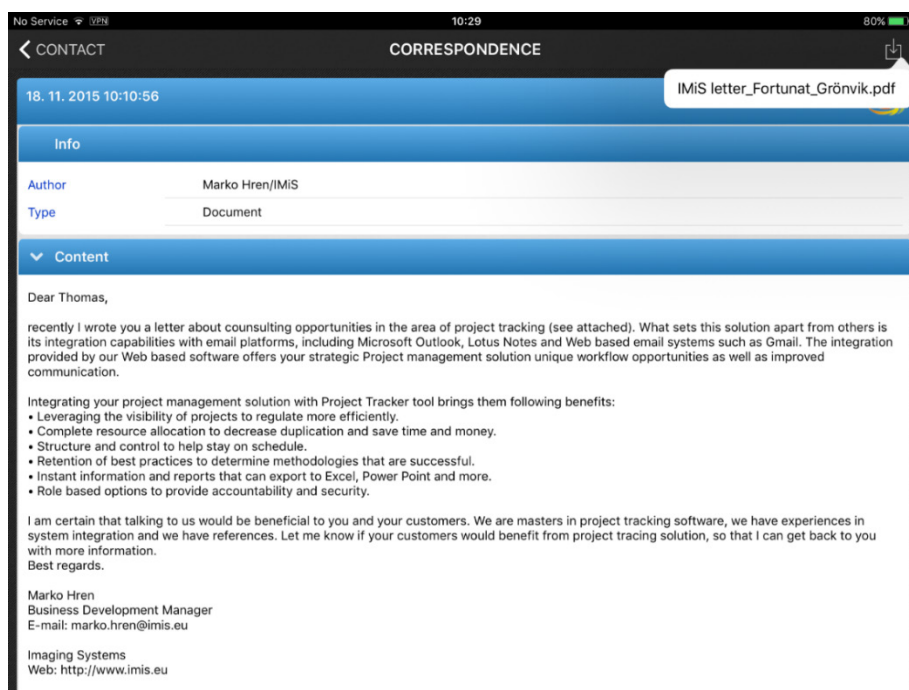 No Service VPN 10:29 80%
CONTACT CORRESPONDENCE
IMiS letter_Fortunat_Grönvik.pdf
18. 11. 2015 10:10:56
Info
Author Marko Hren/IMiS
Type Document
Content
Dear Thomas,
recently I wrote you a letter about counsulting opportunities in the area of project tracking (see attached). What sets this solution apart from others is
its integration capabilities with email platforms, including Microsoft Outlook, Lotus Notes and Web based email systems such as Gmail. The integration
provided by our Web based software offers your strategic Project management solution unique workflow opportunities as well as improved
communication.
Integrating your project management solution with Project Tracker tool brings them following benefits:
• Leveraging the visibility of projects to regulate more efficiently.
• Complete resource allocation to decrease duplication and save time and money.
• Structure and control to help stay on schedule.
• Retention of best practices to determine methodologies that are successful.
• Instant information and reports that can export to Excel, Power Point and more.
• Role based options to provide accountability and security.
I am certain that talking to us would be beneficial to you and your customers. We are masters in project tracking software, we have experiences in
system integration and we have references. Let me know if your customers would benefit from project tracing solution, so that I can get back to you
with more information.
Best regards.
Marko Hren
Business Development Manager
E-mail: marko.hren@imis.eu
Imaging Systems
Web: http://www.imis.eu